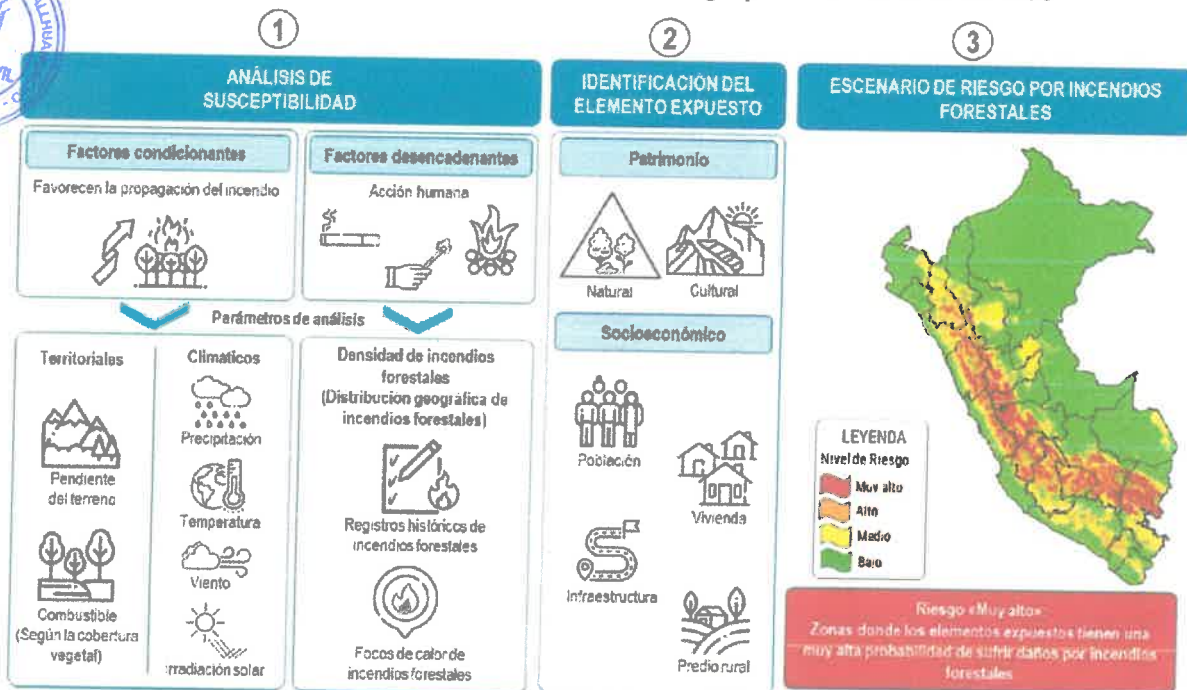 1
ANÁLISIS DE
SUSCEPTIBILIDAD
Factores condicionantes
Favorecen la propagación del incendio
Factores desencadenantes
Acción humana
Parámetros de análisis
Territoriales
Pendiente
del terreno
Combustible
(Según la cobertura
vegetal)
Climaticos
Precipitación
Temperatura
Viento
Irradiación solar
Densidad de incendios
forestales
(Distribucion geográfica de
incendios forestales)
Registros históricos de
incendios forestales
Focos de calor de
incendios forestales
2
IDENTIFICACION DEL
ELEMENTO EXPUESTO
Patrimonio
Natural
Cultural
Socioeconómico
Población
Vivienda
Infraestructura
Predio rural
3
ESCENARIO DE RIESGO POR INCENDIOS
FORESTALES
LEYENDA
Nivel de Riesgo
Muy alto
Alto
Medio
Bajo
Riesgo «Muy alto»
Zonas donde los elementos expuestos tienen una
muy alta probabilidad de sufrir daños por incendios
forestales